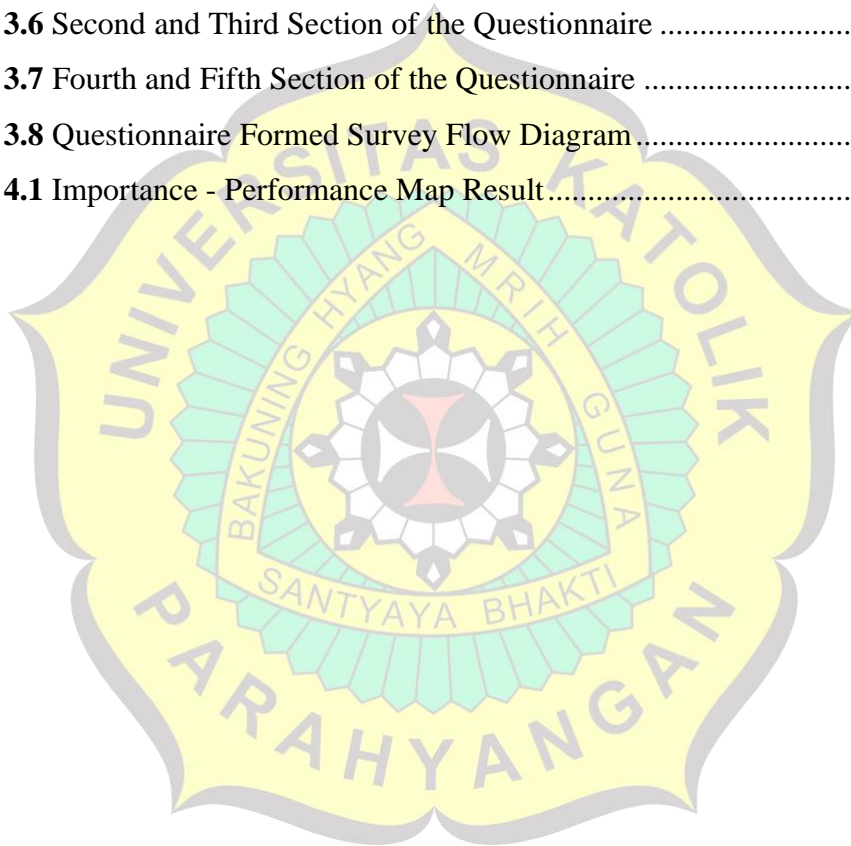 3.6 Second and Third Section of the Questionnaire ........................
3.7 Fourth and Fifth Section of the Questionnaire ..........................
3.8 Questionnaire Formed Survey Flow Diagram...........................
4.1 Importance - Performance Map Result......................................
UNIVERSITAS KATOLIK
BAKUNING HYANG MRIH GUNA
SANTYAYA BHAKTI
PARAHYANGAN